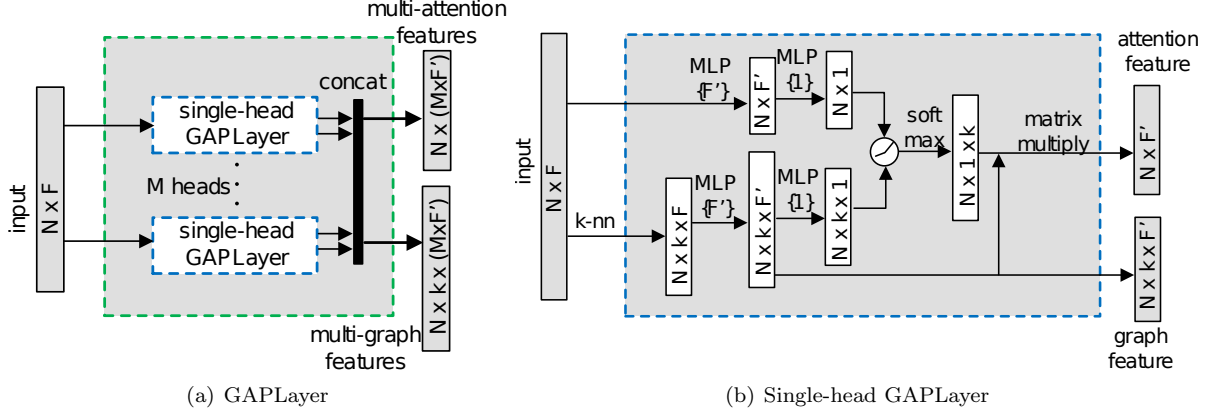 multi-attention
features
concat
single-head
GAPLayer
M heads
single-head
GAPLayer
input
N x F
N x (MxF’)
N x k x (MxF’)
multi-graph
features
(a) GAPLayer
input
N x F
k-nn
MLP
{F’}
N x F’
MLP
{1}
N x 1
N x k x F
MLP
{F’}
N x k x F’
MLP
{1}
N x k x 1
soft
max
N x 1 x k
matrix
multiply
attention
feature
N x F’
N x k x F’
graph
feature
(b) Single-head GAPLayer